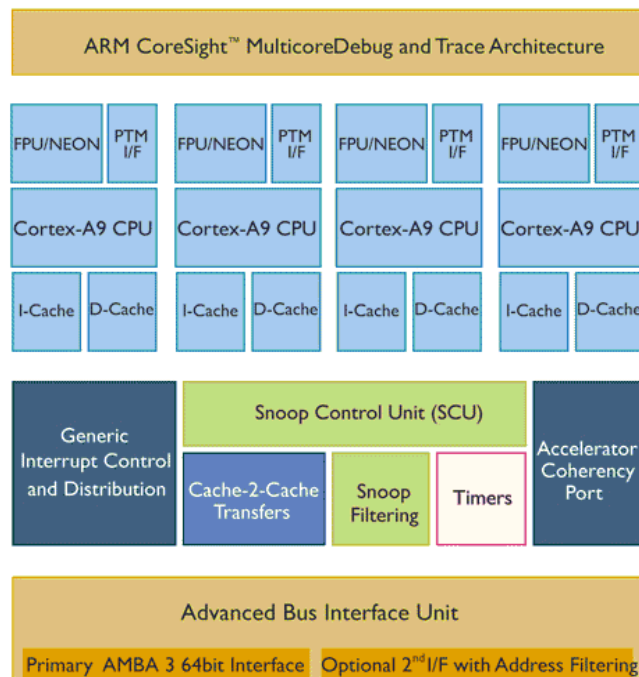 ARM CoreSight™ MulticoreDebug and Trace Architecture
FPU/NEON PTM I/F FPU/NEON PTM I/F FPU/NEON PTM I/F FPU/NEON PTM I/F
Cortex-A9 CPU Cortex-A9 CPU Cortex-A9 CPU Cortex-A9 CPU
I-Cache D-Cache I-Cache D-Cache I-Cache D-Cache I-Cache D-Cache
Generic
Interrupt Control
and Distribution
Snoop Control Unit (SCU)
Cache-2-Cache
Transfers
Snoop
Filtering
Timers
Accelerator
Coherency
Port
Advanced Bus Interface Unit
Primary AMBA 3 64bit Interface
Optional 2nd I/F with Address Filtering